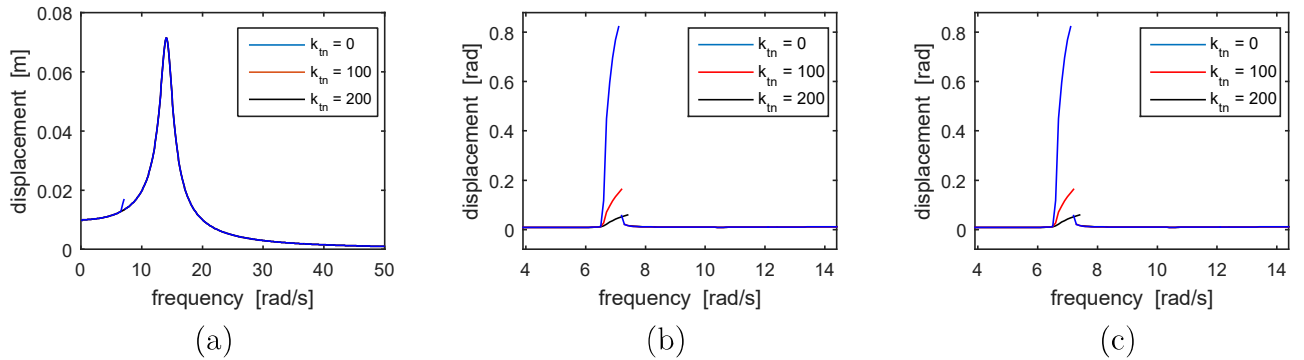 0.08
0.06
0.04
0.02
0
displacement [m]
k_tn = 0
k_tn = 100
k_tn = 200
0 10 20 30 40 50
frequency [rad/s]
(a)
0.8
0.6
0.4
0.2
0
displacement [rad]
k_tn = 0
k_tn = 100
k_tn = 200
4 6 8 10 12 14
frequency [rad/s]
(b)
0.8
0.6
0.4
0.2
0
displacement [rad]
k_tn = 0
k_tn = 100
k_tn = 200
4 6 8 10 12 14
frequency [rad/s]
(c)